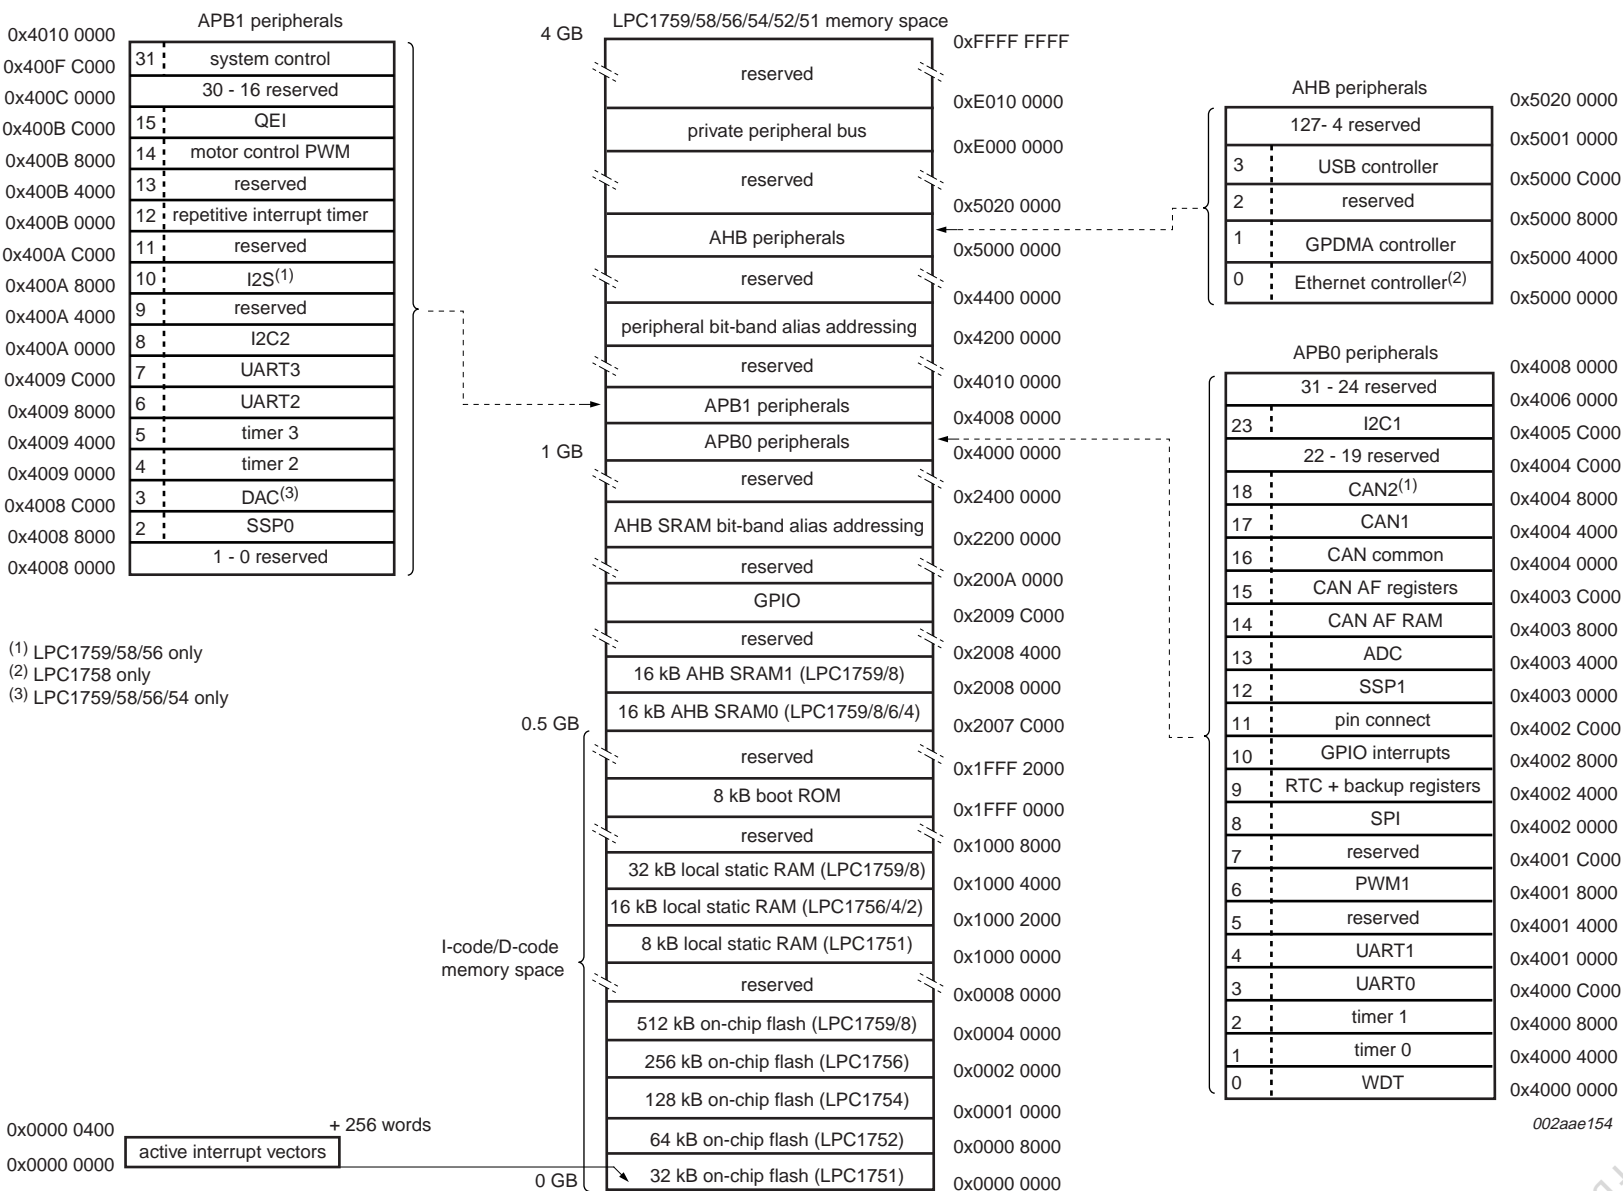 APB1 peripherals
0x4010 0000
31 system control
0x400F C000
30 - 16 reserved
0x400C 0000
15 QEI
0x400B C000
14 motor control PWM
0x400B 8000
13 reserved
0x400B 4000
12 repetitive interrupt timer
0x400B 0000
11 reserved
0x400A C000
10 I2S(1)
0x400A 8000
9 reserved
0x400A 4000
8 I2C2
0x400A 0000
7 UART3
0x4009 C000
6 UART2
0x4009 8000
5 timer 3
0x4009 4000
4 timer 2
0x4009 0000
3 DAC(3)
0x4008 C000
2 SSP0
0x4008 8000
1 - 0 reserved
0x4008 0000
(1) LPC1759/58/56 only
(2) LPC1758 only
(3) LPC1759/58/56/54 only
+ 256 words
0x0000 0400
active interrupt vectors
0x0000 0000
LPC1759/58/56/54/52/51 memory space
4 GB
0xFFFF FFFF
reserved
0xE010 0000
private peripheral bus
0xE000 0000
reserved
0x5020 0000
AHB peripherals
0x5000 0000
reserved
0x4400 0000
peripheral bit-band alias addressing
0x4200 0000
reserved
0x4010 0000
APB1 peripherals
0x4008 0000
APB0 peripherals
1 GB
0x4000 0000
reserved
0x2400 0000
AHB SRAM bit-band alias addressing
0x2200 0000
reserved
0x200A 0000
GPIO
0x2009 C000
reserved
0x2008 4000
16 kB AHB SRAM1 (LPC1759/8)
0x2008 0000
16 kB AHB SRAM0 (LPC1759/8/6/4)
0.5 GB
0x2007 C000
reserved
0x1FFF 2000
8 kB boot ROM
0x1FFF 0000
reserved
0x1000 8000
32 kB local static RAM (LPC1759/8)
0x1000 4000
16 kB local static RAM (LPC1756/4/2)
0x1000 2000
8 kB local static RAM (LPC1751)
0x1000 0000
I-code/D-code
memory space
reserved
0x0008 0000
512 kB on-chip flash (LPC1759/8)
0x0004 0000
256 kB on-chip flash (LPC1756)
0x0002 0000
128 kB on-chip flash (LPC1754)
0x0001 0000
64 kB on-chip flash (LPC1752)
0x0000 8000
32 kB on-chip flash (LPC1751)
0 GB
0x0000 0000
AHB peripherals
0x5020 0000
127- 4 reserved
0x5001 0000
3 USB controller
0x5000 C000
2 reserved
0x5000 8000
1 GPDMA controller
0x5000 4000
0 Ethernet controller(2)
0x5000 0000
APB0 peripherals
0x4008 0000
31 - 24 reserved
0x4006 0000
23 I2C1
0x4005 C000
22 - 19 reserved
0x4004 C000
18 CAN2(1)
0x4004 8000
17 CAN1
0x4004 4000
16 CAN common
0x4004 0000
15 CAN AF registers
0x4003 C000
14 CAN AF RAM
0x4003 8000
13 ADC
0x4003 4000
12 SSP1
0x4003 0000
11 pin connect
0x4002 C000
10 GPIO interrupts
0x4002 8000
9 RTC + backup registers
0x4002 4000
8 SPI
0x4002 0000
7 reserved
0x4001 C000
6 PWM1
0x4001 8000
5 reserved
0x4001 4000
4 UART1
0x4001 0000
3 UART0
0x4000 C000
2 timer 1
0x4000 8000
1 timer 0
0x4000 4000
0 WDT
0x4000 0000
002aae154